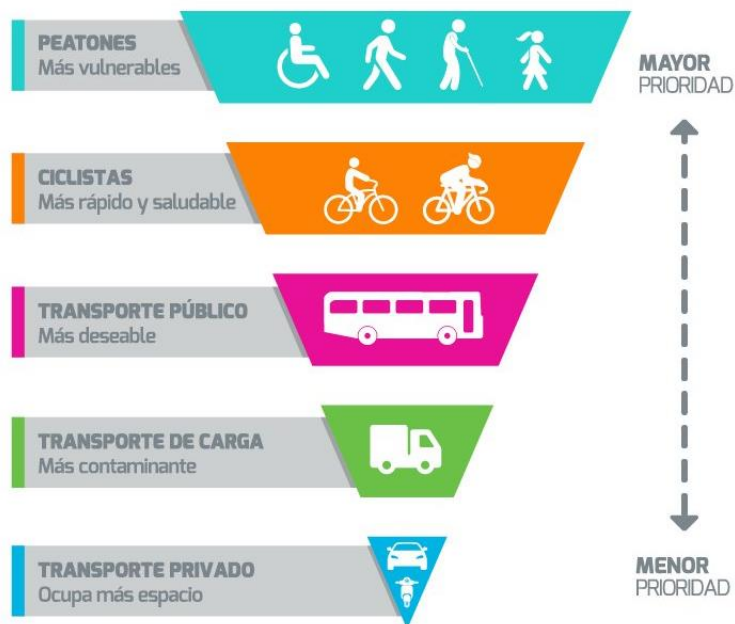 PEATONES
Más vulnerables
MAYOR
PRIORIDAD
CICLISTAS
Más rápido y saludable
TRANSPORTE PÚBLICO
Más deseable
TRANSPORTE DE CARGA
Más contaminante
TRANSPORTE PRIVADO
Ocupa más espacio
MENOR
PRIORIDAD